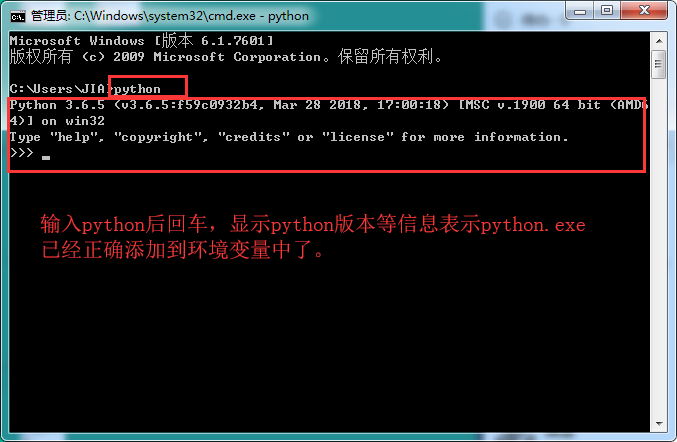 管理员: C:\Windows\system32\cmd.exe - python
Microsoft Windows [版本 6.1.7601]
版权所有 (c) 2009 Microsoft Corporation。保留所有权利。
C:\Users\JIA>python
Python 3.6.5 (v3.6.5:f59c0932b4, Mar 28 2018, 17:00:18) [MSC v.1900 64 bit (AMD6
4)] on win32
Type "help", "copyright", "credits" or "license" for more information.
>>> _
输入python后回车，显示python版本等信息表示python.exe
已经正确添加到环境变量中了。